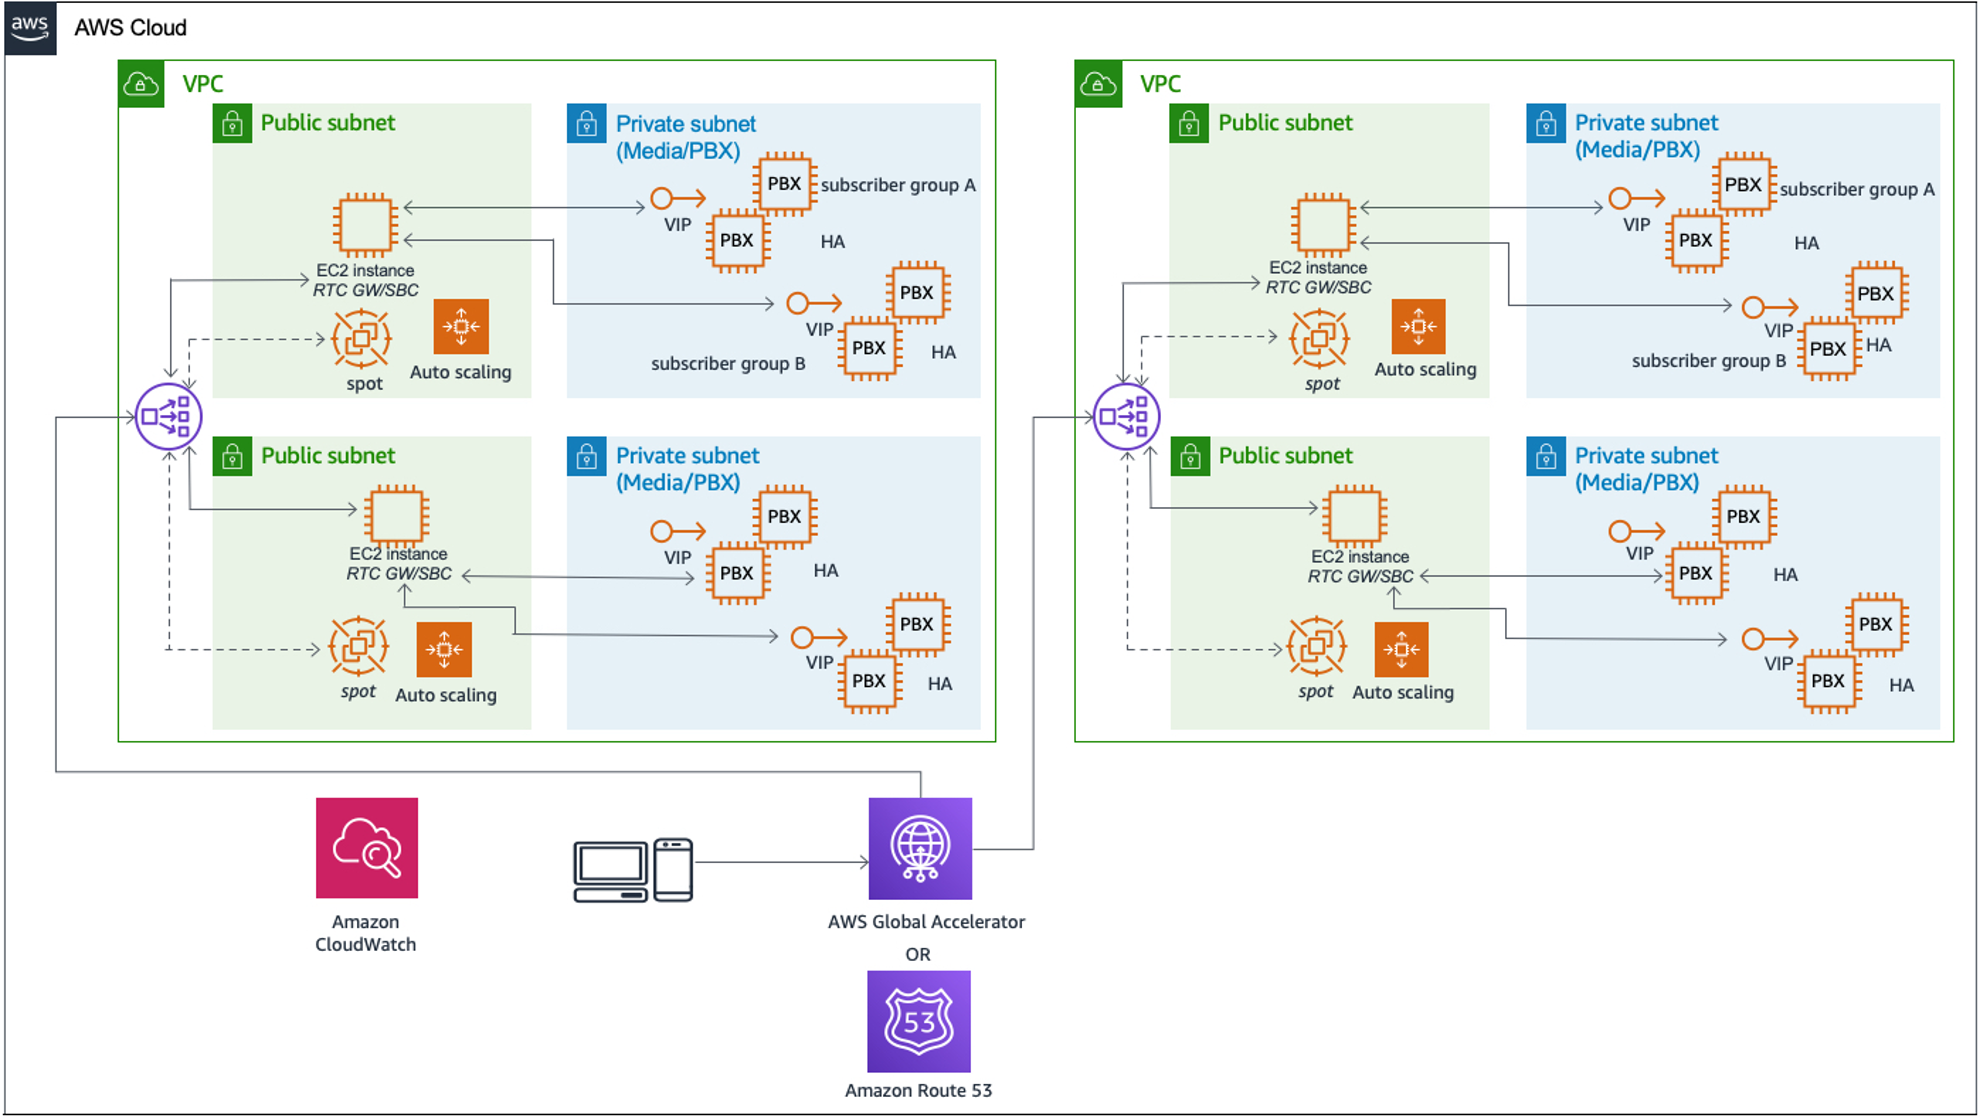 aws
AWS Cloud
VPC
Public subnet
EC2 instance
RTC GW/SBC
spot
Auto scaling
Private subnet
(Media/PBX)
PBX
subscriber group A
VIP
PBX
HA
PBX
VIP
PBX
HA
subscriber group B
Public subnet
EC2 instance
RTC GW/SBC
spot
Auto scaling
Private subnet
(Media/PBX)
PBX
VIP
PBX
HA
PBX
VIP
PBX
HA
VPC
Public subnet
EC2 instance
RTC GW/SBC
spot
Auto scaling
Private subnet
(Media/PBX)
PBX
subscriber group A
VIP
PBX
HA
PBX
VIP
PBX
HA
subscriber group B
Public subnet
EC2 instance
RTC GW/SBC
spot
Auto scaling
Private subnet
(Media/PBX)
PBX
VIP
PBX
HA
PBX
VIP
PBX
HA
Amazon
CloudWatch
AWS Global Accelerator
OR
53
Amazon Route 53